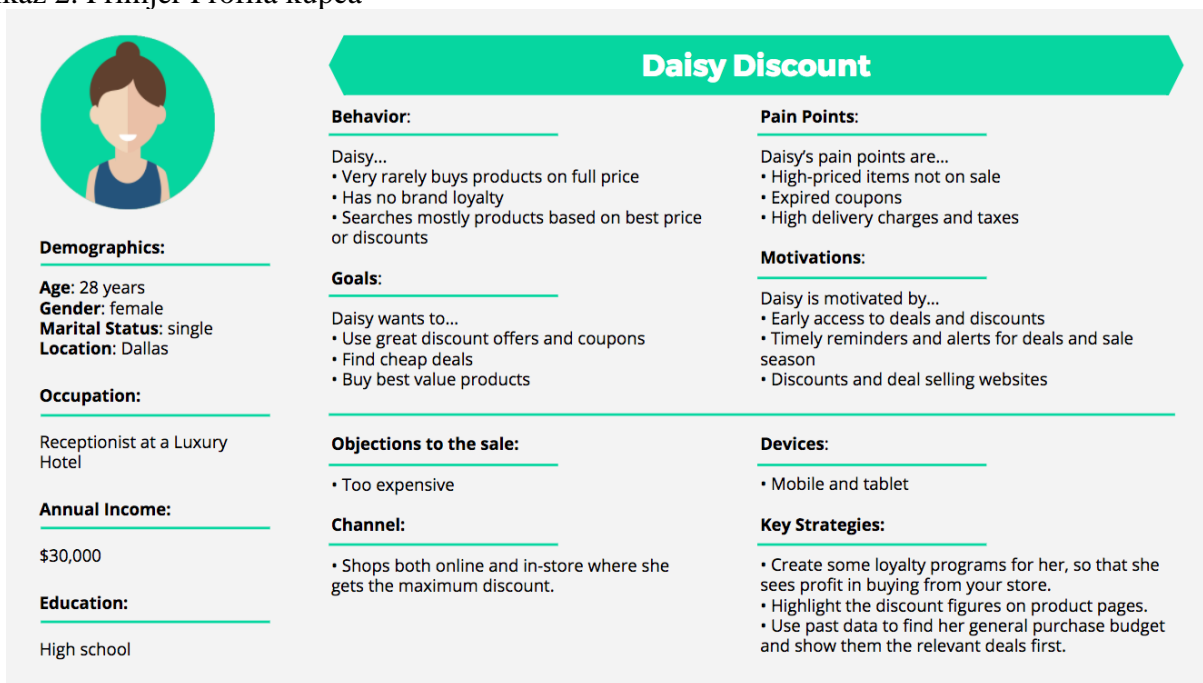 2. Primjer Profila kupca
Daisy Discount
Demographics:
Age: 28 years
Gender: female
Marital Status: single
Location: Dallas
Occupation:
Receptionist at a Luxury
Hotel
Annual Income:
$30,000
Education:
High school
Behavior:
Daisy...
• Very rarely buys products on full price
• Has no brand loyalty
• Searches mostly products based on best price
or discounts
Goals:
Daisy wants to...
• Use great discount offers and coupons
• Find cheap deals
• Buy best value products
Pain Points:
Daisy’s pain points are...
• High-priced items not on sale
• Expired coupons
• High delivery charges and taxes
Motivations:
Daisy is motivated by...
• Early access to deals and discounts
• Timely reminders and alerts for deals and sale
season
• Discounts and deal selling websites
Objections to the sale:
• Too expensive
Channel:
• Shops both online and in-store where she
gets the maximum discount.
Devices:
• Mobile and tablet
Key Strategies:
• Create some loyalty programs for her, so that she
sees profit in buying from your store.
• Highlight the discount figures on product pages.
• Use past data to find her general purchase budget
and show them the relevant deals first.